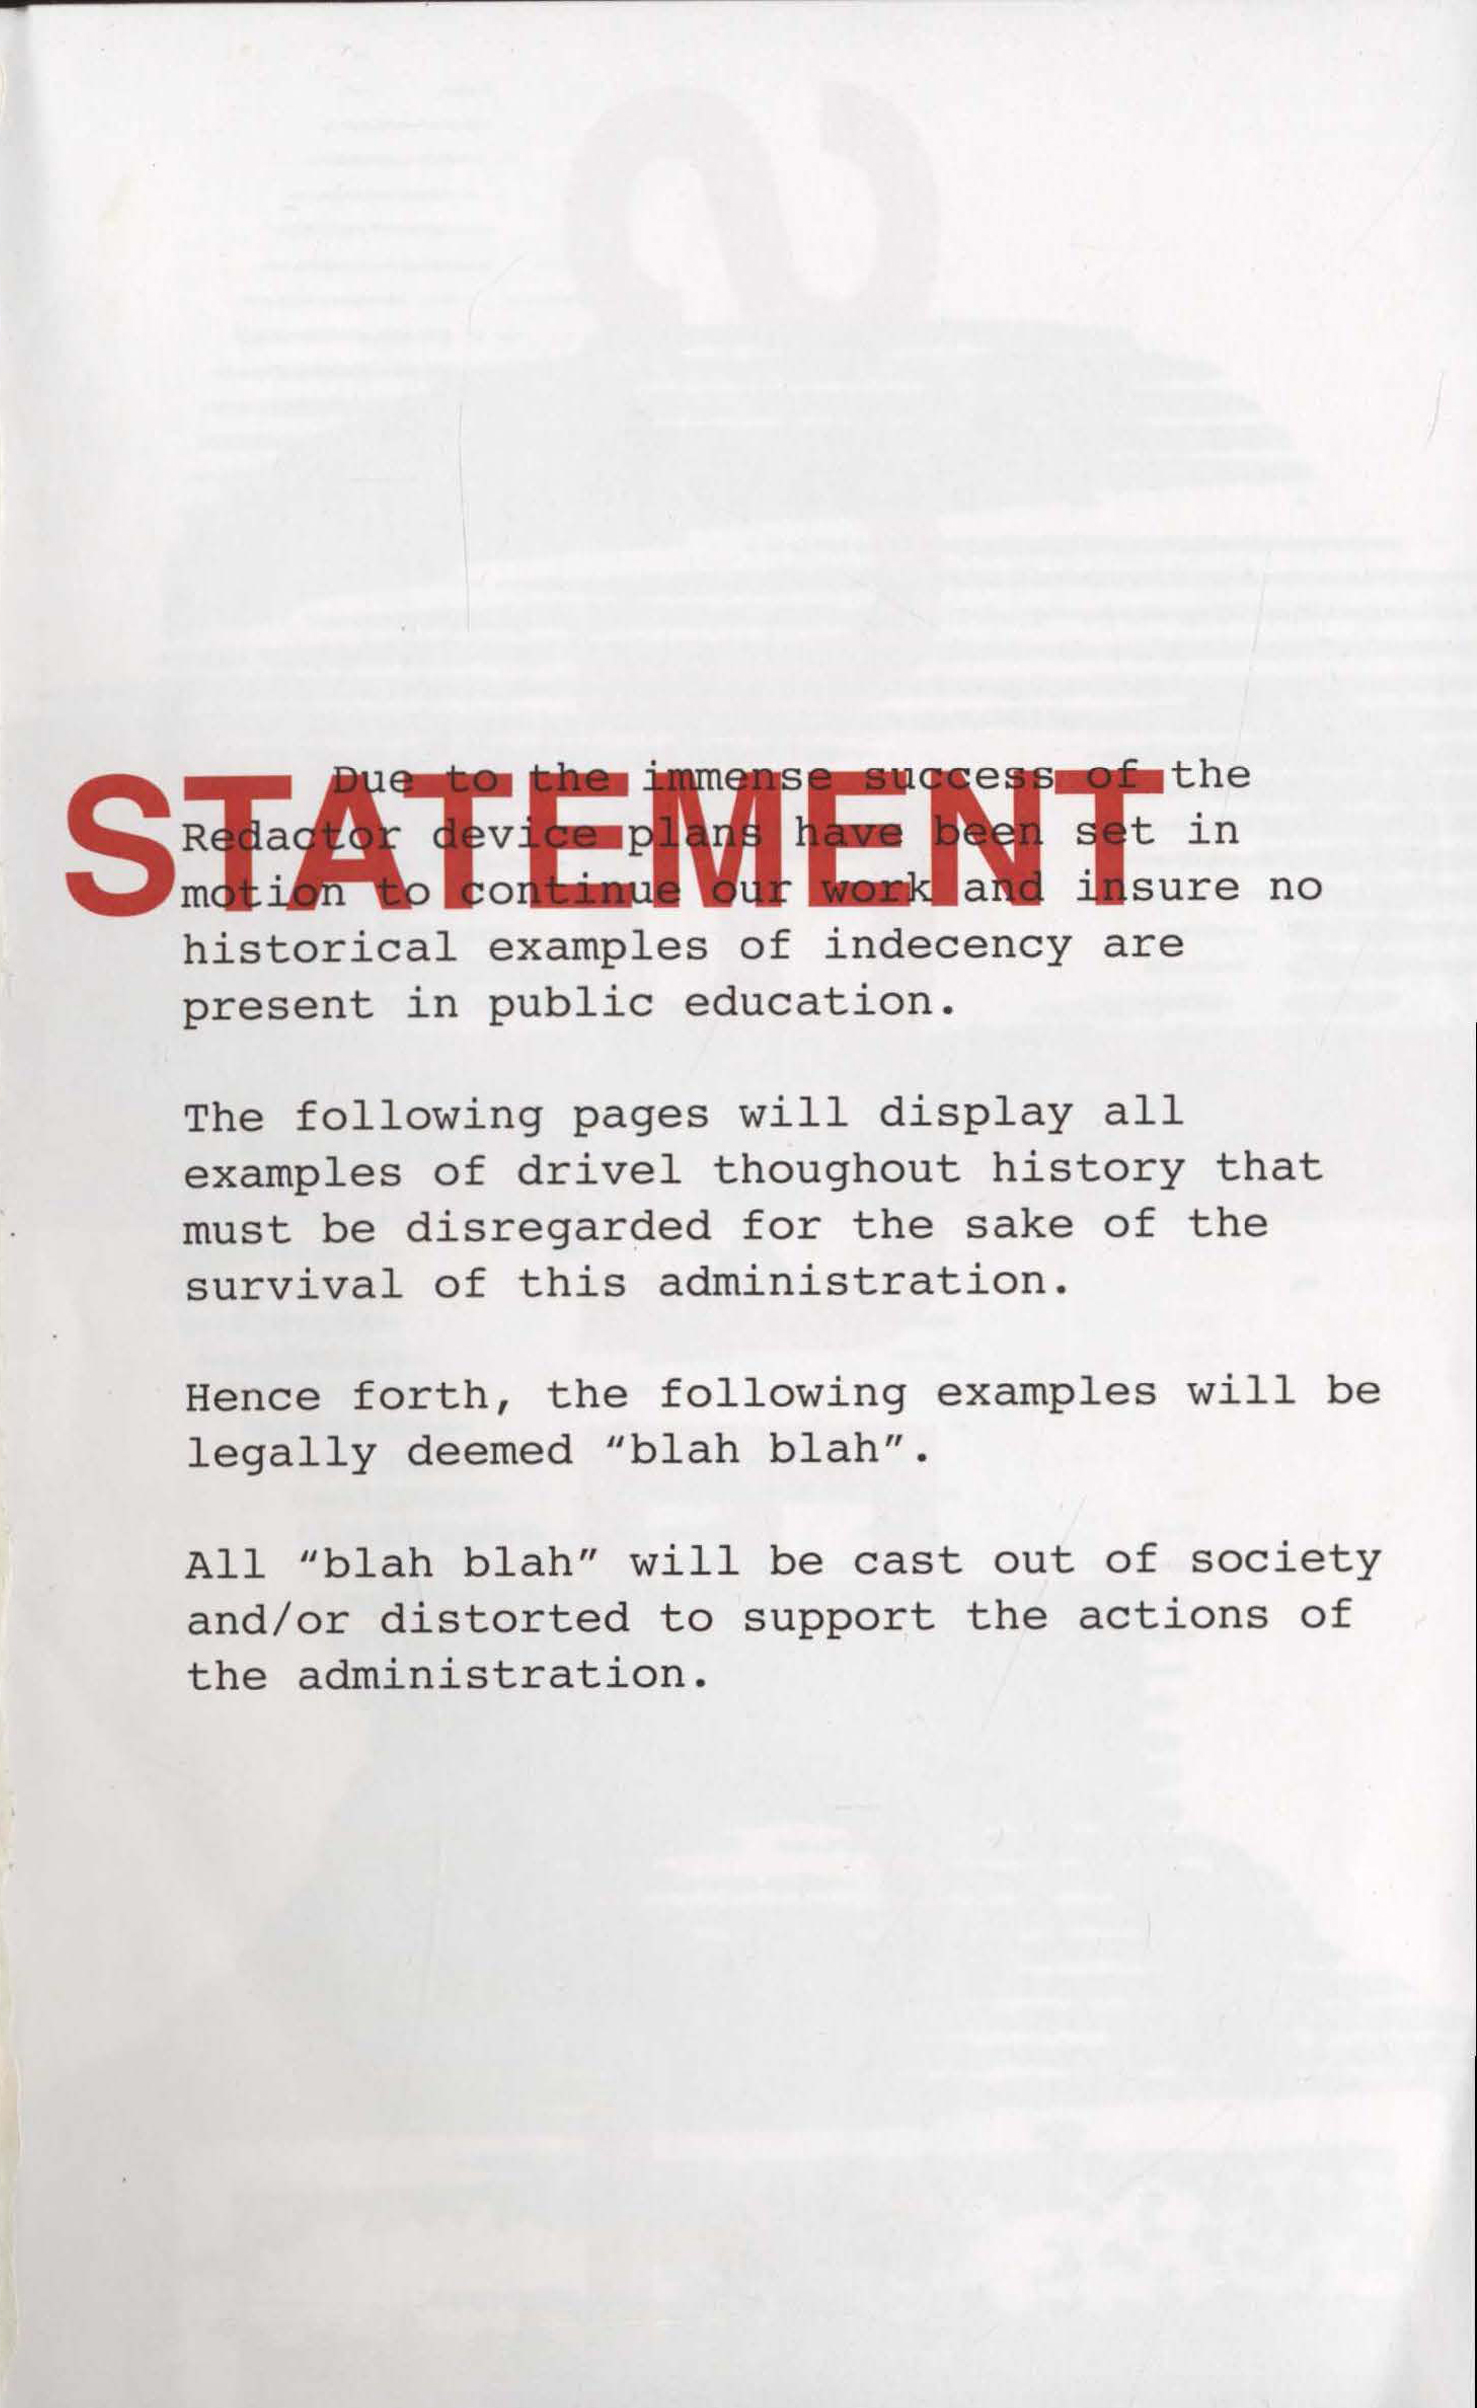 STATEMENT
Due to the immense success of the
Redactor device plans have been set in
motion to continue our work and insure no
historical examples of indecency are
present in public education.
The following pages will display all
examples of drivel thoughout history that
must be disregarded for the sake of the
survival of this administration.
Hence forth, the following examples will be
legally deemed “blah blah”.
All “blah blah” will be cast out of society
and/or distorted to support the actions of
the administration.